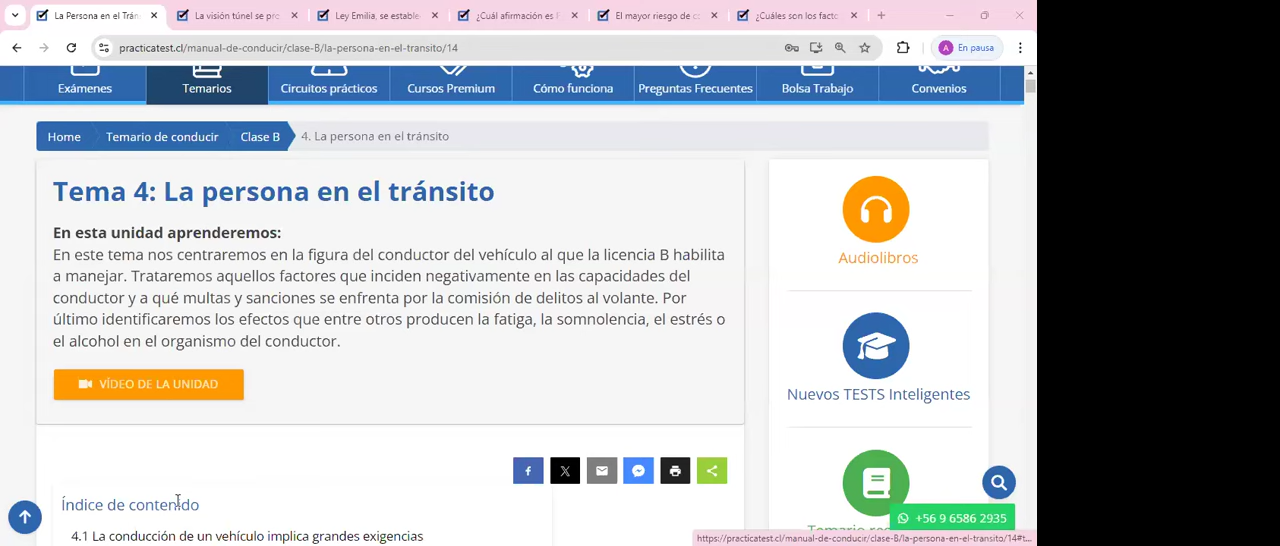 La Persona en el Trán
La visión túnel se pro
Ley Emilia, se estable
¿Cuál afirmación es
El mayor riesgo de c
¿Cuáles son los facto
practicatest.cl/manual-de-conducir/clase-B/la-persona-en-el-transito/14
A
En pausa
Exámenes
Temarios
Circuitos prácticos
Cursos Premium
Cómo funciona
Preguntas Frecuentes
Bolsa Trabajo
Convenios
Home
Temario de conducir
Clase B
4. La persona en el tránsito
Tema 4: La persona en el tránsito
En esta unidad aprenderemos:
En este tema nos centraremos en la figura del conductor del vehículo al que la licencia B habilita
a manejar. Trataremos aquellos factores que inciden negativamente en las capacidades del
conductor y a qué multas y sanciones se enfrenta por la comisión de delitos al volante. Por
último identificaremos los efectos que entre otros producen la fatiga, la somnolencia, el estrés o
el alcohol en el organismo del conductor.
VÍDEO DE LA UNIDAD
Audiolibros
Nuevos TESTS Inteligentes
Índice de contenido
4.1 La conducción de un vehículo implica grandes exigencias
+56 9 6586 2935
https://practicatest.cl/manual-de-conducir/clase-B/la-persona-en-el-transito/14#t...